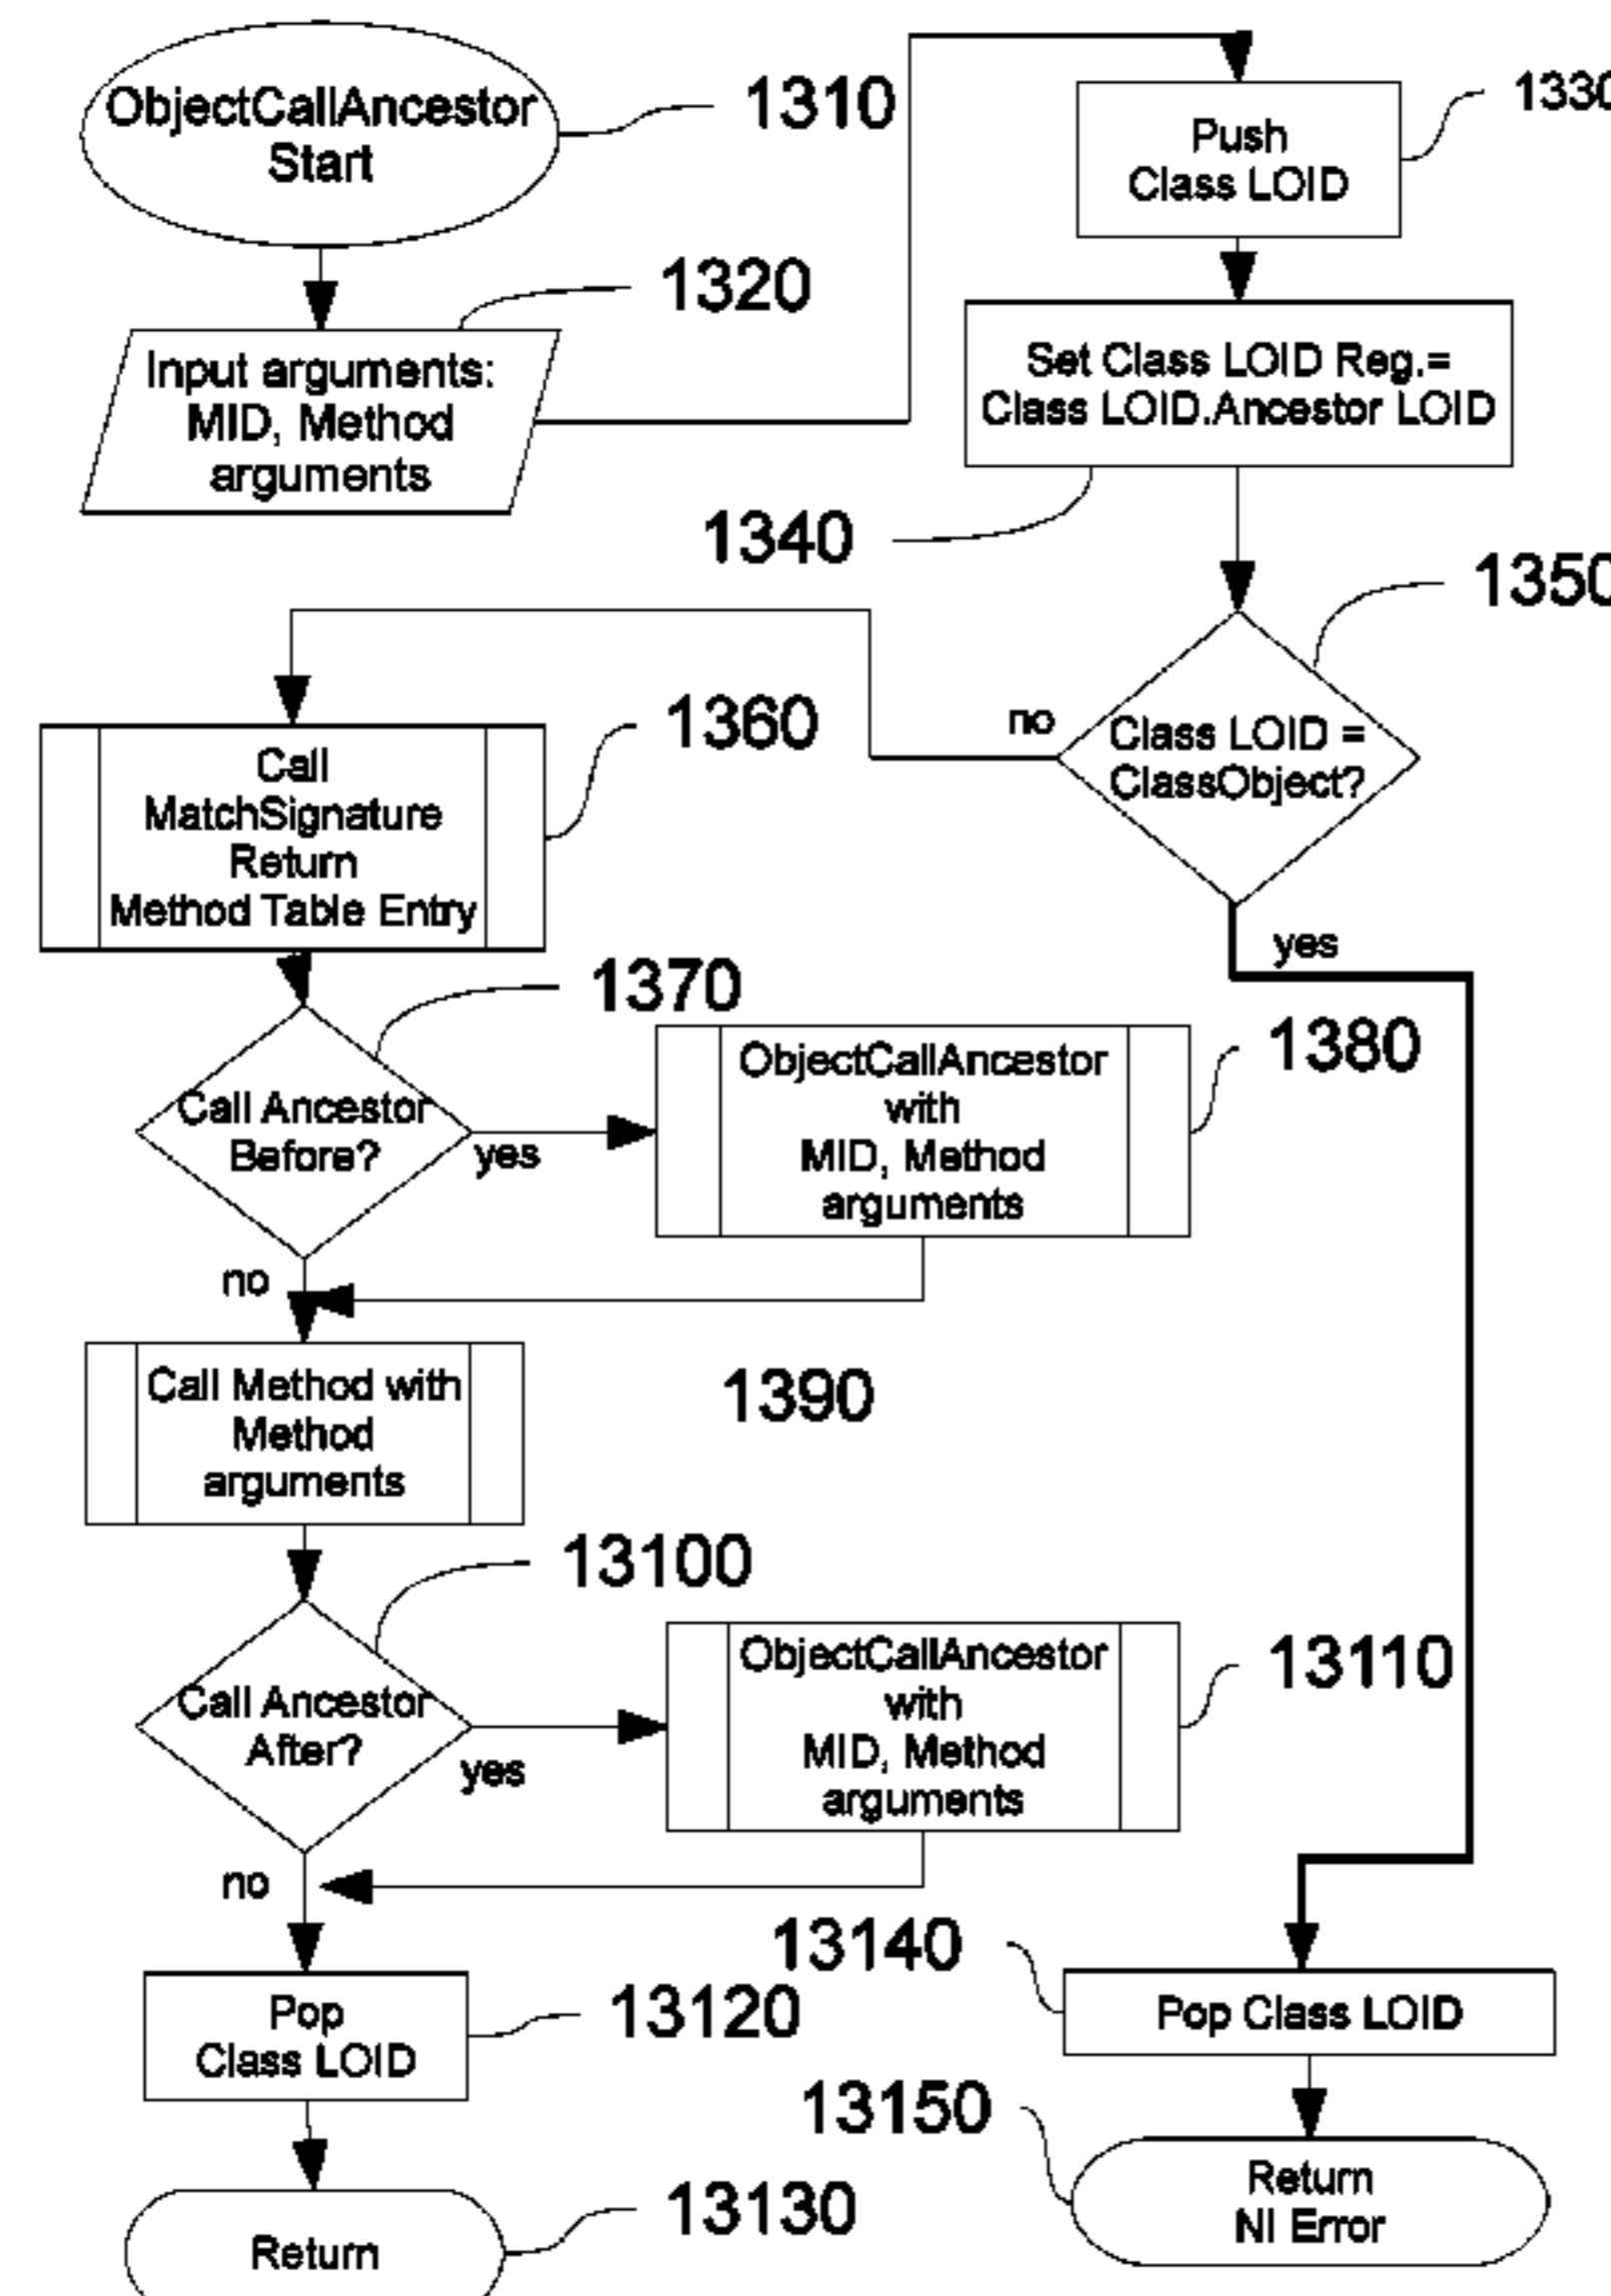 ObjectCallAncestor
Start
1310
1320
Input arguments:
MID, Method
arguments
1330
Push
Class LOID
Set Class LOID Reg.=
Class LOID.Ancestor LOID
1340
1350
Class LOID =
ClassObject?
no
yes
1360
Call
MatchSignature
Return
Method Table Entry
1370
Call Ancestor
Before?
yes
no
1380
ObjectCallAncestor
with
MID, Method
arguments
Call Method with
Method
arguments
1390
13100
Call Ancestor
After?
yes
no
ObjectCallAncestor
with
MID, Method
arguments
13110
Pop
Class LOID
13120
13140
Pop Class LOID
13150
Return
NI Error
Return
13130